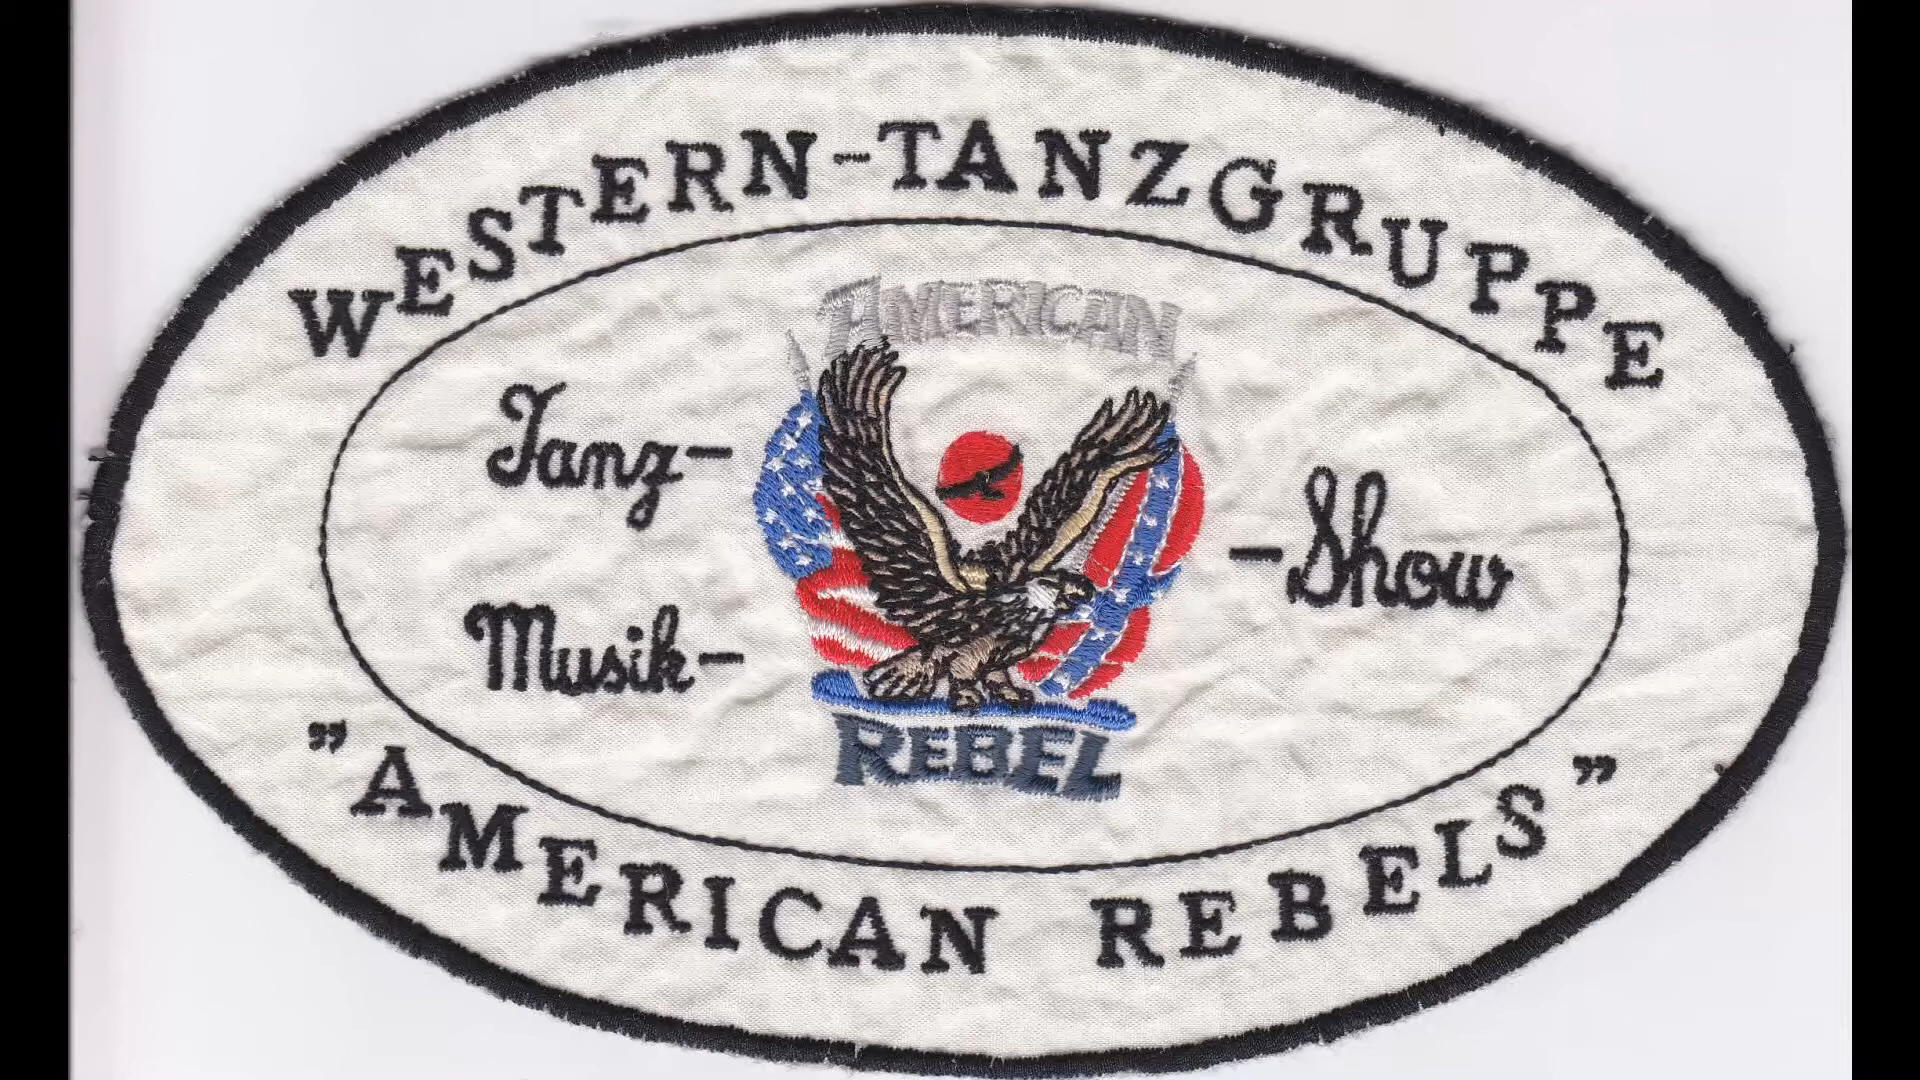 WESTERN-TANZGRUPPE
AMERICAN
Tanz-
-Show
Musik-
REBEL
"AMERICAN REBELS"